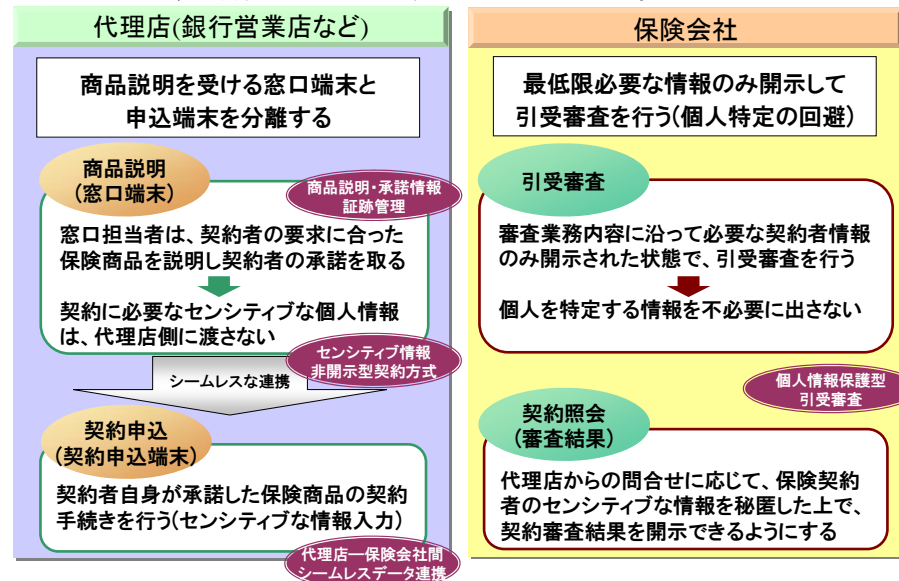 代理店(銀行営業店など)
商品説明を受ける窓口端末と
申込端末を分離する
商品説明
(窓口端末)
商品説明・承諾情報
証跡管理
窓口担当者は、契約者の要求に合った
保険商品を説明し契約者の承諾を取る
契約に必要なセンシティブな個人情報
は、代理店側に渡さない
センシティブ情報
非開示型契約方式
シームレスな連携
契約申込
(契約申込端末)
契約者自身が承諾した保険商品の契約
手続きを行う(センシティブな情報入力)
代理店―保険会社間
シームレスデータ連携
保険会社
最低限必要な情報のみ開示して
引受審査を行う(個人特定の回避)
引受審査
審査業務内容に沿って必要な契約者情報
のみ開示された状態で、引受審査を行う
個人を特定する情報を不必要に出さない
個人情報保護型
引受審査
契約照会
(審査結果)
代理店からの問合せに応じて、保険契約
者のセンシティブな情報を秘匿した上で、
契約審査結果を開示できるようにする